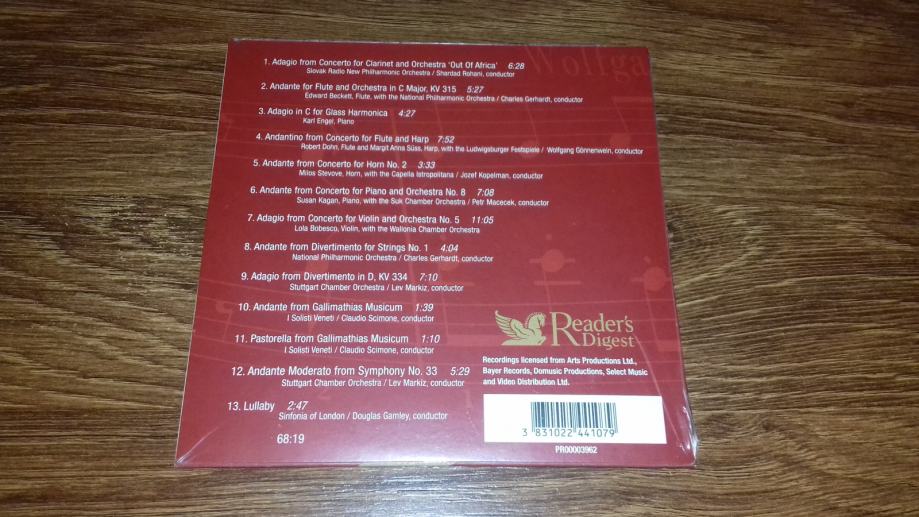 Wolfga
1. Adagio from Concerto for Clarinet and Orchestra 'Out Of Africa' 6:28
Slovak Radio New Philharmonic Orchestra / Shardad Rohani, conductor
2. Andante for Flute and Orchestra in C Major, KV 315 5:27
Edward Beckett, Flute, with the National Philharmonic Orchestra / Charles Gerhardt, conductor
3. Adagio in C for Glass Harmonica 4:27
Karl Engel, Piano
4. Andantino from Concerto for Flute and Harp 7:52
Robert Dohn, Flute and Margit Anna Süss, Harp, with the Ludwigsburger Festspiele / Wolfgang Gönnenwein, conductor
5. Andante from Concerto for Horn No. 2 3:33
Milos Stevove, Horn, with the Capella Istropolitana / Jozef Kopelman, conductor
6. Andante from Concerto for Piano and Orchestra No. 8 7:08
Susan Kagan, Piano, with the Suk Chamber Orchestra / Petr Macecek, conductor
7. Adagio from Concerto for Violin and Orchestra No. 5 11:05
Lola Bobesco, Violin, with the Wallonia Chamber Orchestra
8. Andante from Divertimento for Strings No. 1 4:04
National Philharmonic Orchestra / Charles Gerhardt, conductor
9. Adagio from Divertimento in D, KV 334 7:10
Stuttgart Chamber Orchestra / Lev Markiz, conductor
10. Andante from Gallimathias Musicum 1:39
I Solisti Veneti / Claudio Scimone, conductor
11. Pastorella from Gallimathias Musicum 1:10
I Solisti Veneti / Claudio Scimone, conductor
12. Andante Moderato from Symphony No. 33 5:29
Stuttgart Chamber Orchestra / Lev Markiz, conductor
13. Lullaby 2:47
Sinfonia of London / Douglas Gamley, conductor
68:19
Reader's
Digest
Recordings licensed from Arts Productions Ltd.,
Bayer Records, Domusic Productions, Select Music
and Video Distribution Ltd.
3 831022 441079
PR00003962